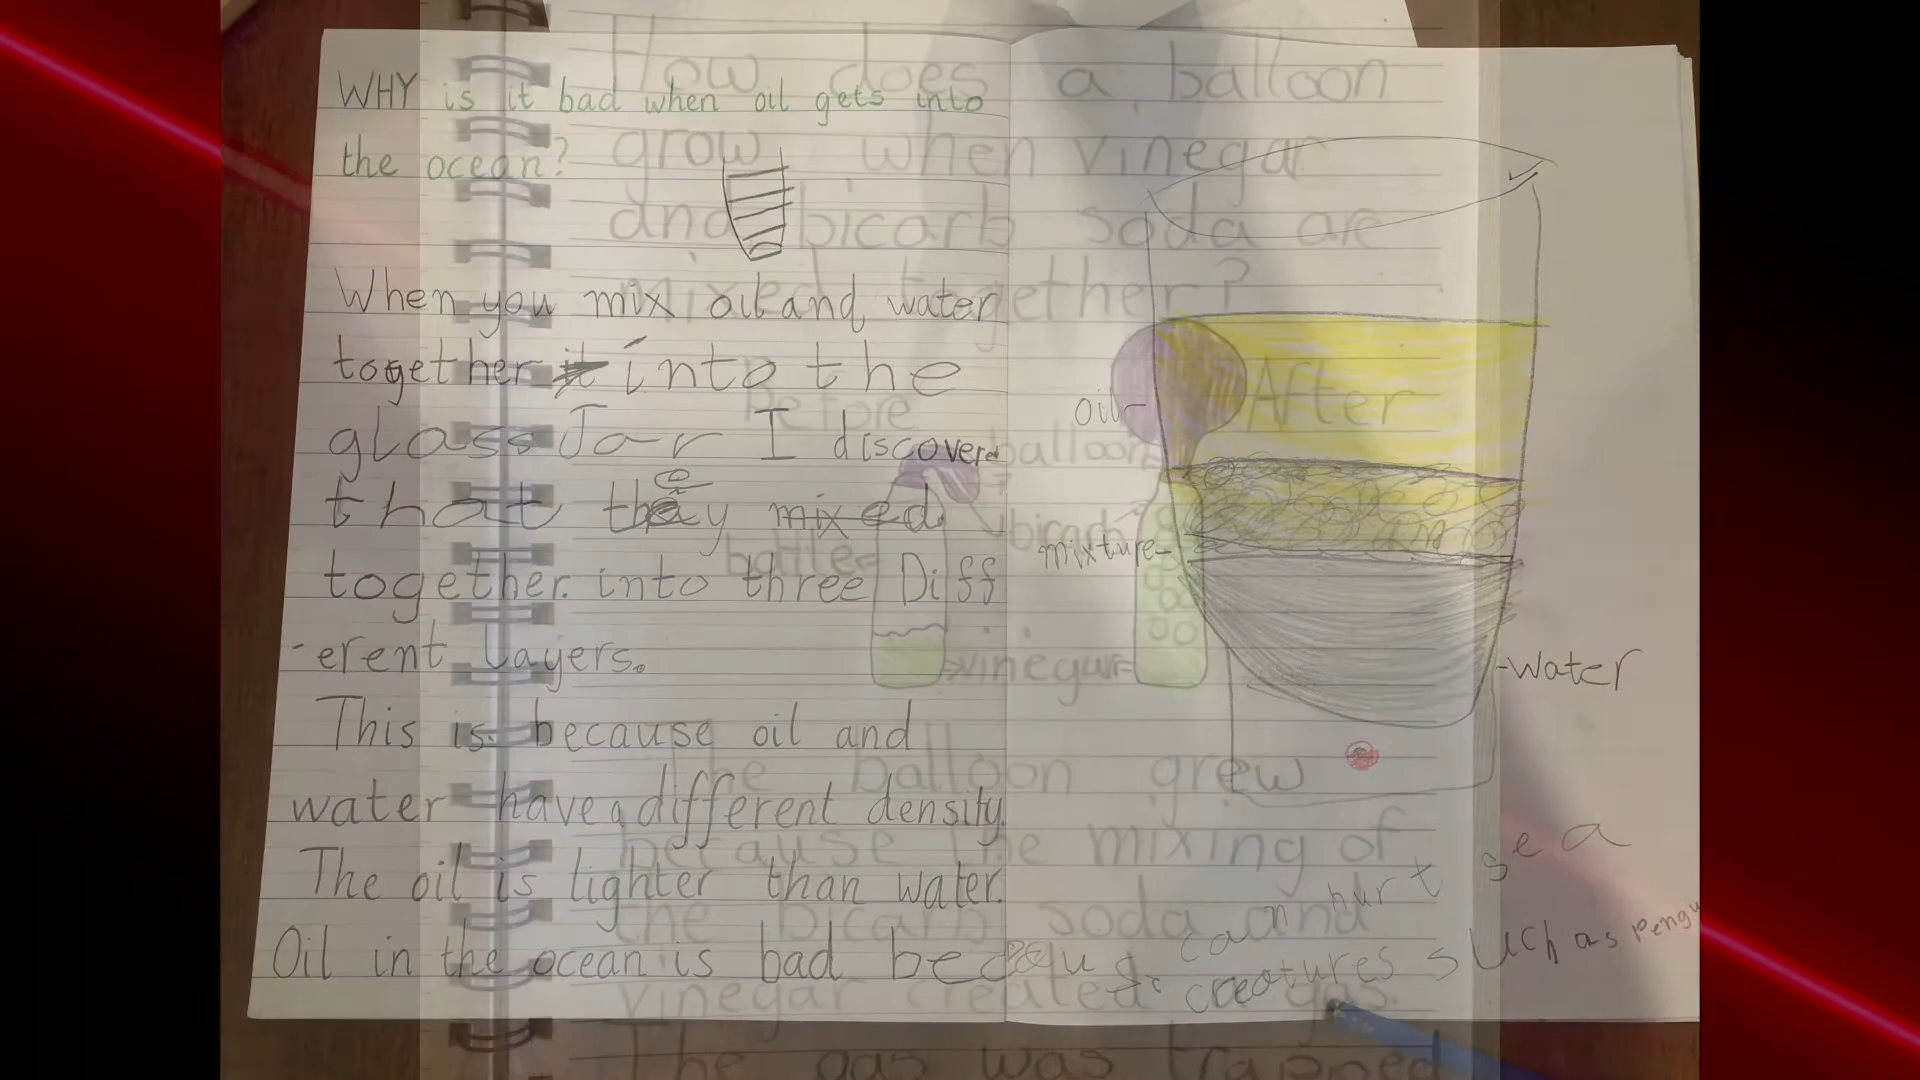 WHY is it bad when oil gets into
the ocean?
When you mix oil and water
together into the
glass Jar I discovered
that they mixed
together. into three Diff
-erent layers.
This is because oil and
water have a different density.
The oil is lighter than water.
Oil in the ocean is bad because
can hurt sea
creatures such as pengu
oil-
mixture-
-water
How does a balloon
grow when vinegar
and bicarb soda are
mixed together?
Before
After
balloon
bicarb
bottle
vinegar
The balloon grew
because the mixing of
the bicarb soda and
vinegar created gas.
The gas was trapped